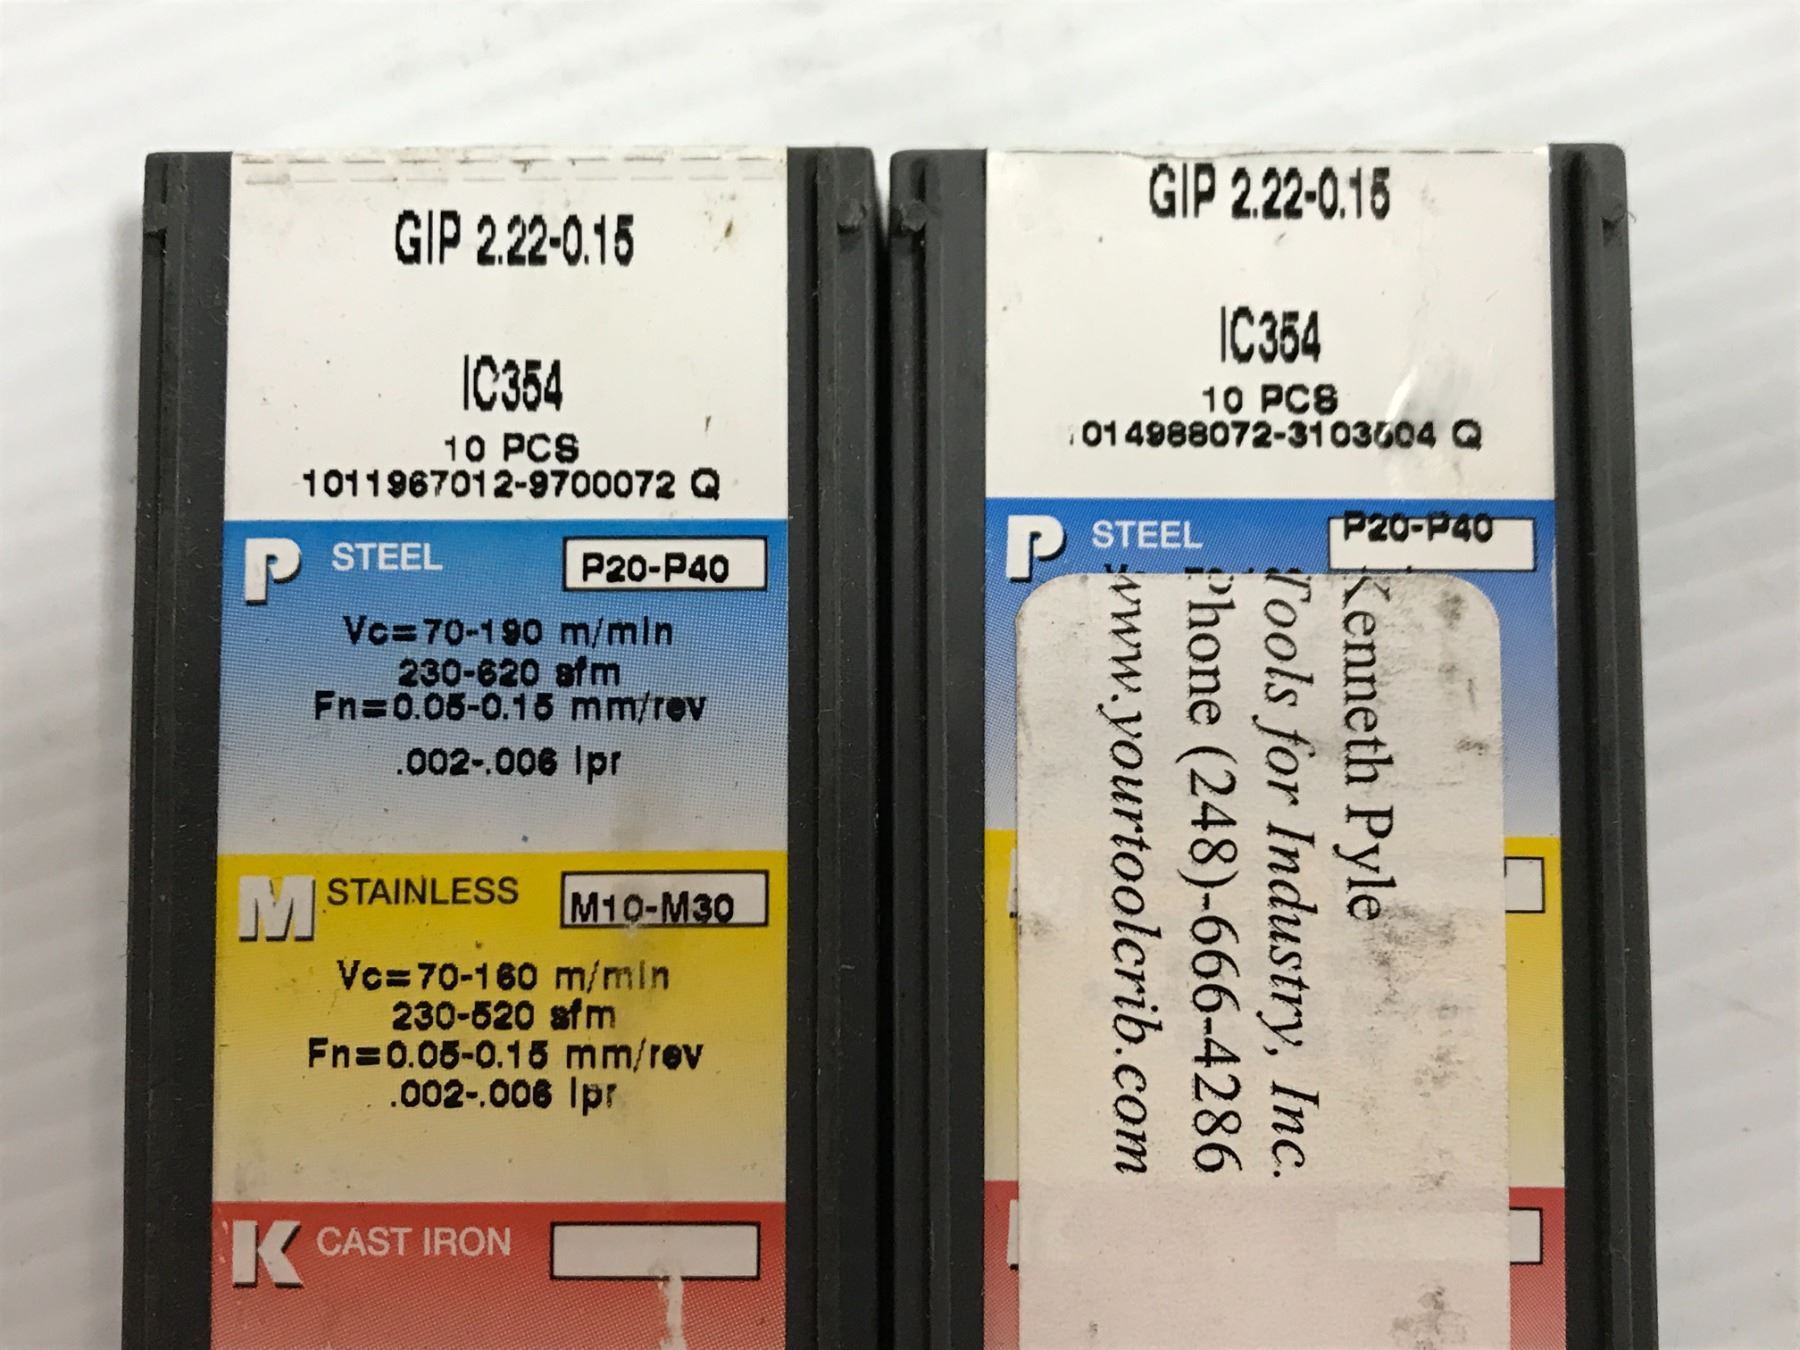 GIP 2.22-0.15
IC354
10 PCS
1011967012-9700072 Q
P STEEL P20-P40
Vc=70-190 m/min
230-620 sfm
Fn=0.05-0.15 mm/rev
.002-.006 Ipr
M STAINLESS M10-M30
Vc=70-160 m/min
230-520 sfm
Fn=0.05-0.15 mm/rev
.002-.006 Ipr
K CAST IRON
GIP 2.22-0.15
IC354
10 PCS
014988072-3103504 Q
P STEEL P20-P40
Kenneth Pyle
Tools for Industry, Inc.
Phone (248)-666-4286
www.yourtoolcrib.com